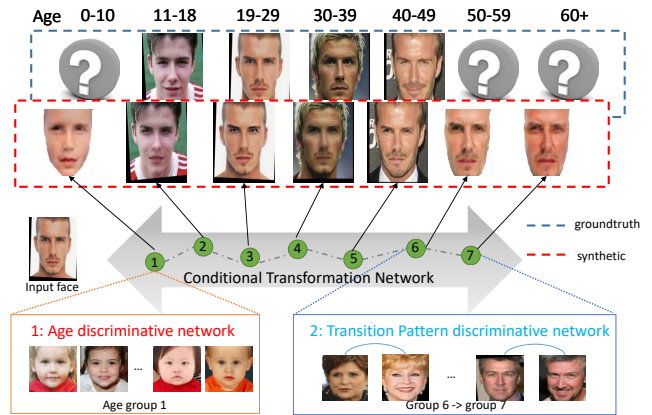 Age 0-10 11-18 19-29 30-39 40-49 50-59 60+
? ? ?
1 2 3 4 5 6 7
groundtruth
synthetic
Input face
Conditional Transformation Network
1: Age discriminative network
...
Age group 1
2: Transition Pattern discriminative network
...
Group 6 -> group 7